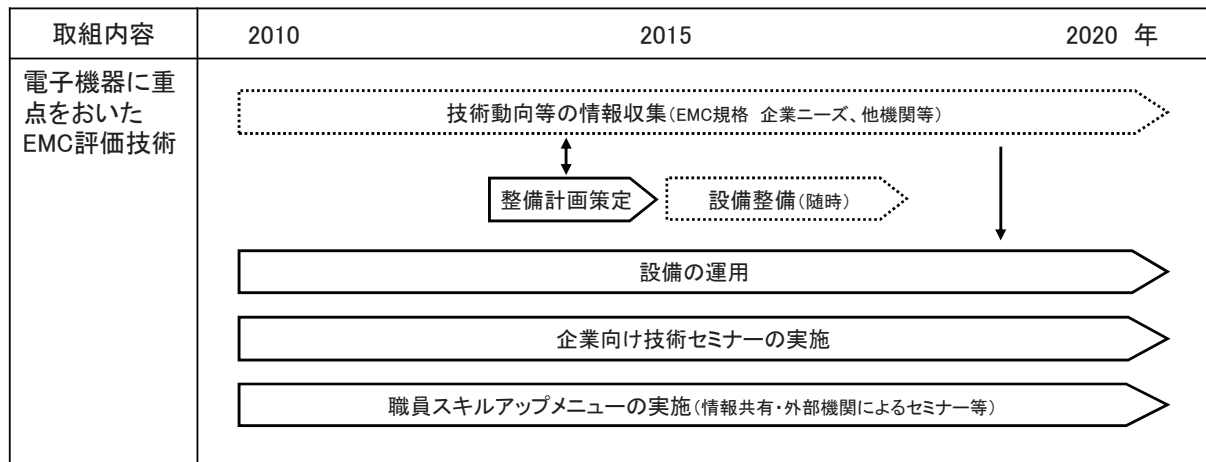 取組内容
2010 2015 2020 年
電子機器に重
点をおいた
EMC評価技術
技術動向等の情報収集(EMC規格 企業ニーズ、他機関等)
整備計画策定
設備整備(随時)
設備の運用
企業向け技術セミナーの実施
職員スキルアップメニューの実施(情報共有・外部機関によるセミナー等)